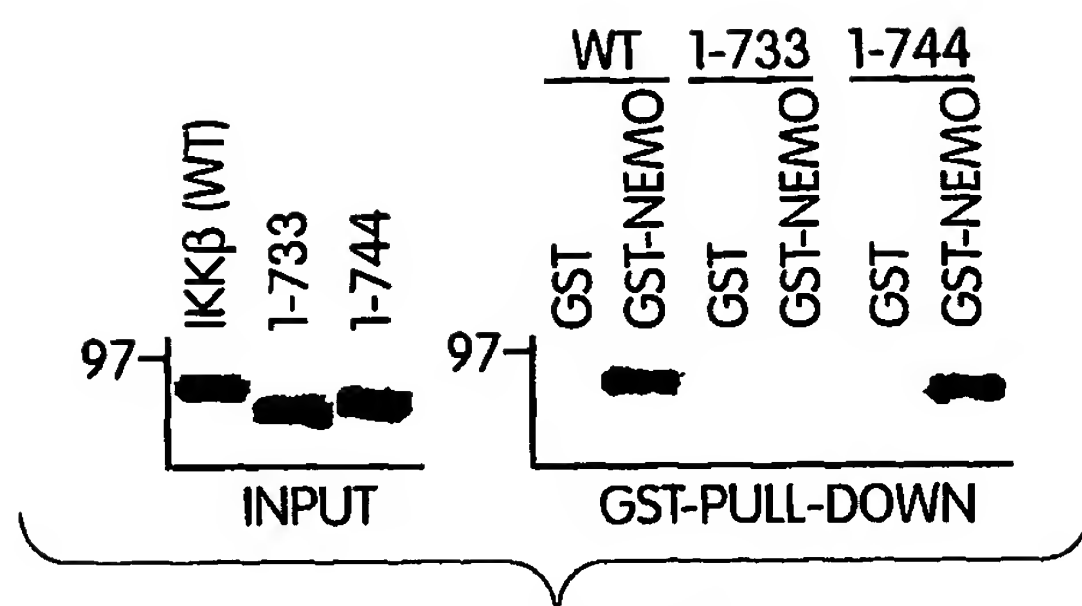 WT 1-733 1-744
IKKβ (WT) 1-733 1-744
GST GST-NEMO GST GST-NEMO GST GST-NEMO
97
97
INPUT
GST-PULL-DOWN